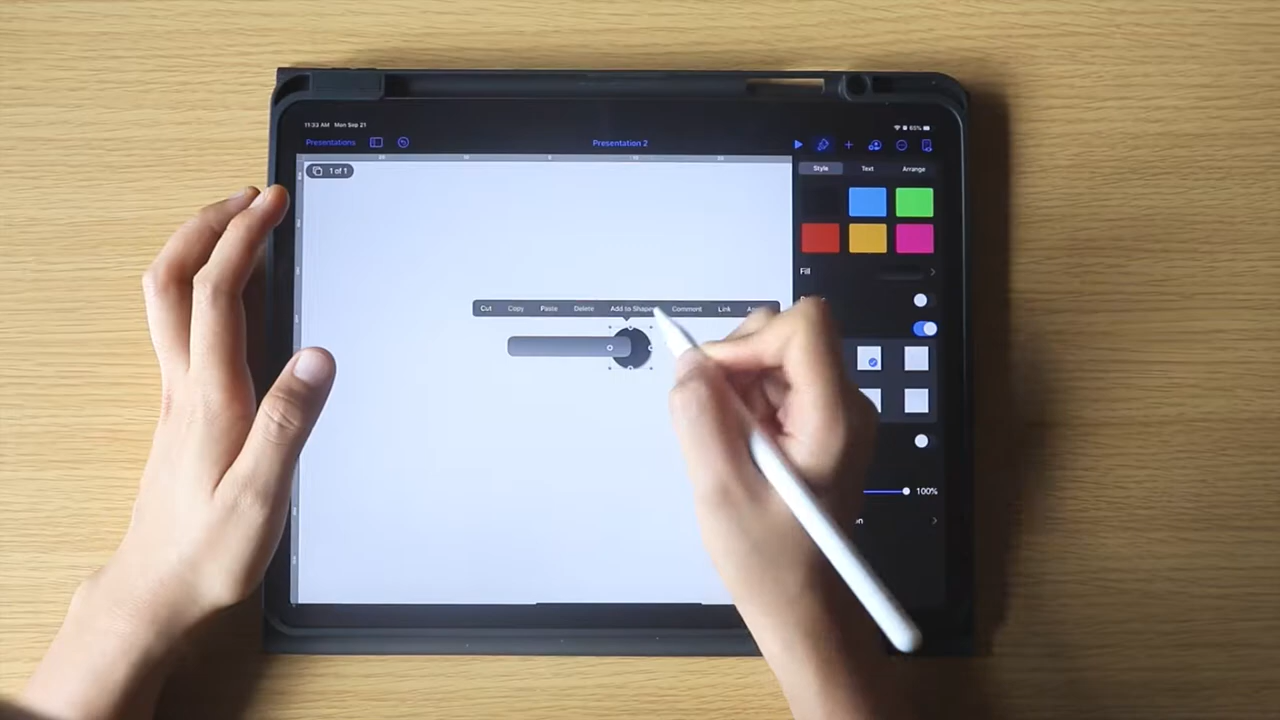 11:33 AM Mon Sep 21
65%
Presentations
Presentation 2
1 of 1
Style Text Arrange
Fill
Cut Copy Paste Delete Add to Shapes Comment Link
100%